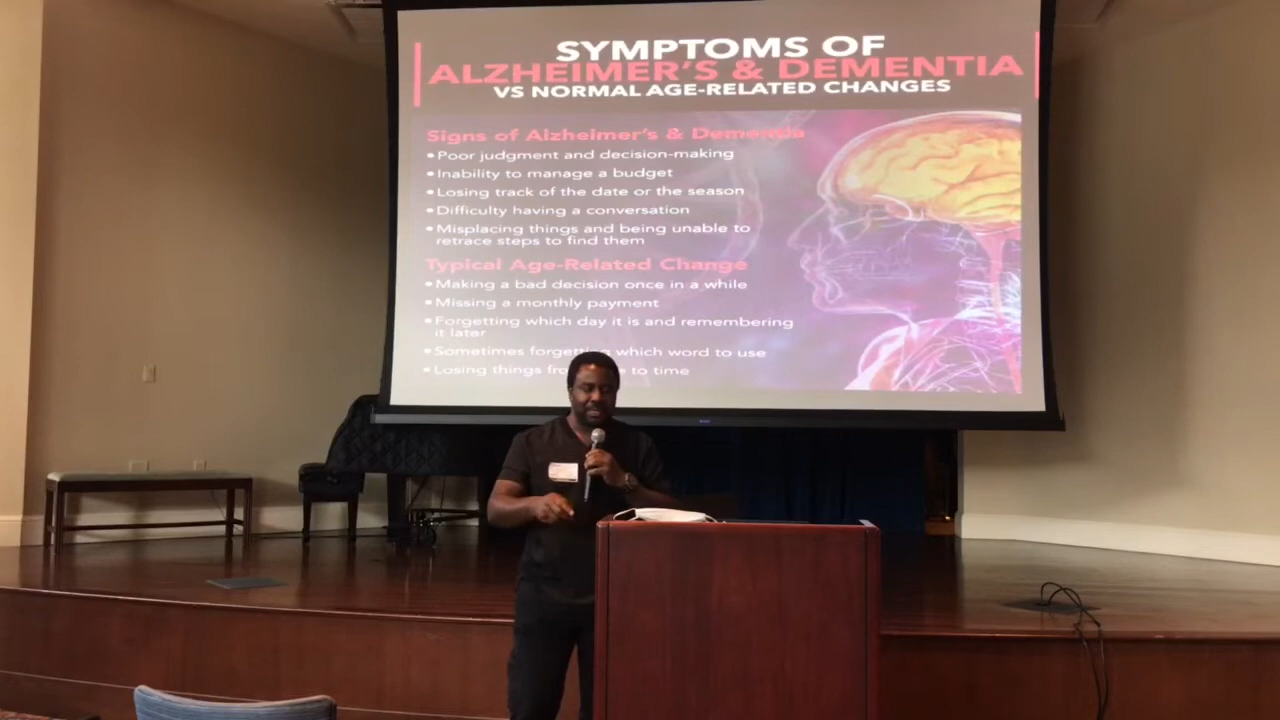 SYMPTOMS OF
ALZHEIMER'S & DEMENTIA
VS NORMAL AGE-RELATED CHANGES
Signs of Alzheimer's & Dementia
• Poor judgment and decision-making
• Inability to manage a budget
• Losing track of the date or the season
• Difficulty having a conversation
• Misplacing things and being unable to
retrace steps to find them
Typical Age-Related Change
• Making a bad decision once in a while
• Missing a monthly payment
• Forgetting which day it is and remembering
it later
• Sometimes forgetting which word to use
• Losing things to time